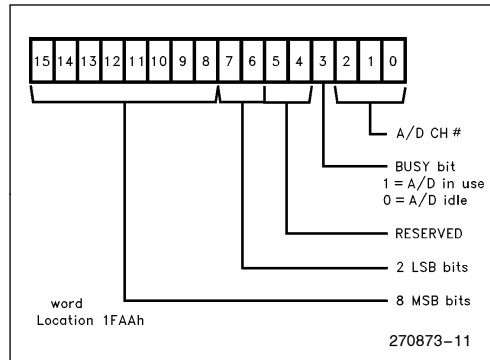 15 14 13 12 11 10 9 8 7 6 5 4 3 2 1 0
A/D CH #
BUSY bit
1 = A/D in use
0 = A/D idle
RESERVED
2 LSB bits
8 MSB bits
word
Location 1FAAh
270873-11